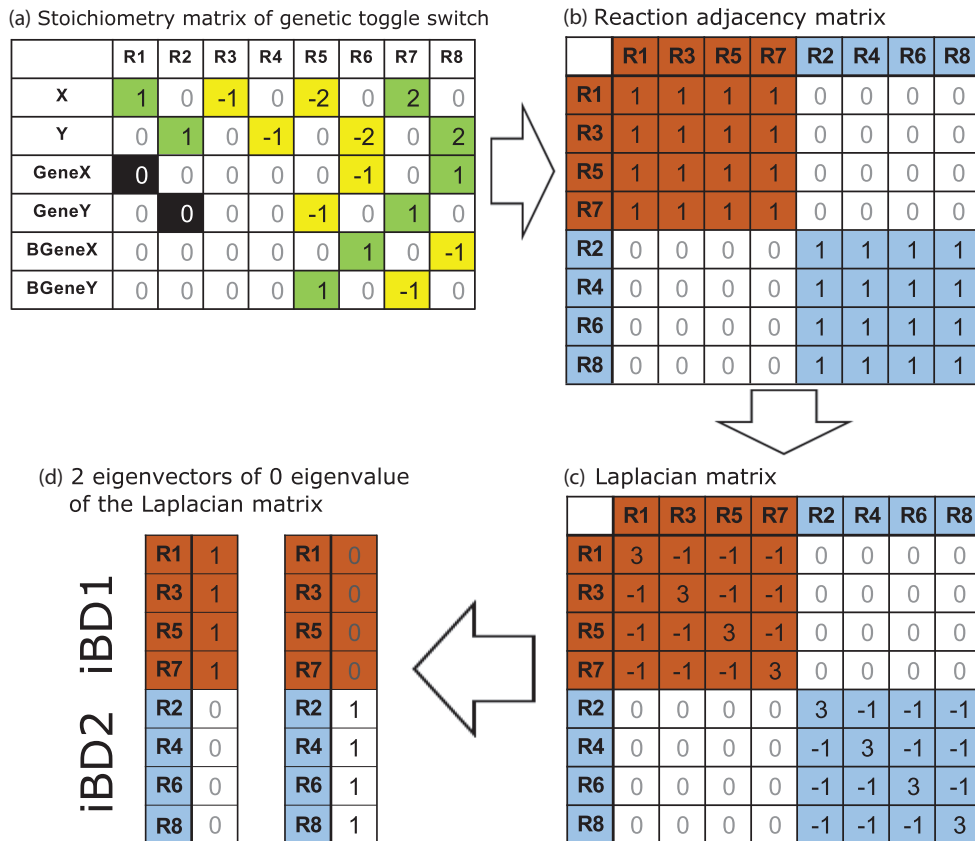 (a) Stoichiometry matrix of genetic toggle switch
R1 R2 R3 R4 R5 R6 R7 R8
X 1 0 -1 0 -2 0 2 0
Y 0 1 0 -1 0 -2 0 2
GeneX 0 0 0 0 0 -1 0 1
GeneY 0 0 0 0 -1 0 1 0
BGeneX 0 0 0 0 0 1 0 -1
BGeneY 0 0 0 0 1 0 -1 0
(b) Reaction adjacency matrix
R1 R3 R5 R7 R2 R4 R6 R8
R1 1 1 1 1 0 0 0 0
R3 1 1 1 1 0 0 0 0
R5 1 1 1 1 0 0 0 0
R7 1 1 1 1 0 0 0 0
R2 0 0 0 0 1 1 1 1
R4 0 0 0 0 1 1 1 1
R6 0 0 0 0 1 1 1 1
R8 0 0 0 0 1 1 1 1
(c) Laplacian matrix
R1 R3 R5 R7 R2 R4 R6 R8
R1 3 -1 -1 -1 0 0 0 0
R3 -1 3 -1 -1 0 0 0 0
R5 -1 -1 3 -1 0 0 0 0
R7 -1 -1 -1 3 0 0 0 0
R2 0 0 0 0 3 -1 -1 -1
R4 0 0 0 0 -1 3 -1 -1
R6 0 0 0 0 -1 -1 3 -1
R8 0 0 0 0 -1 -1 -1 3
(d) 2 eigenvectors of 0 eigenvalue
of the Laplacian matrix
iBD1
R1 1 R1 0
R3 1 R3 0
R5 1 R5 0
R7 1 R7 0
iBD2
R2 0 R2 1
R4 0 R4 1
R6 0 R6 1
R8 0 R8 1